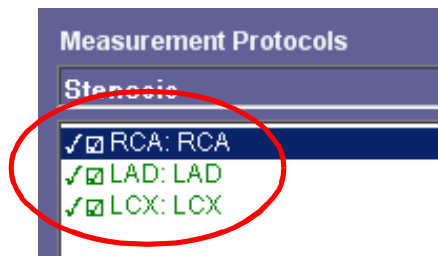 Measurement Protocols
Stenosis
✓☑ RCA: RCA
✓☑ LAD: LAD
✓☑ LCX: LCX